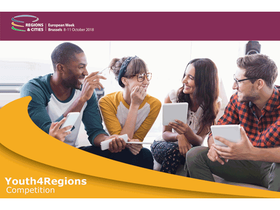 REGIONS
& CITIES
European Week
Brussels 8-11 October 2018
Youth4Regions
Competition